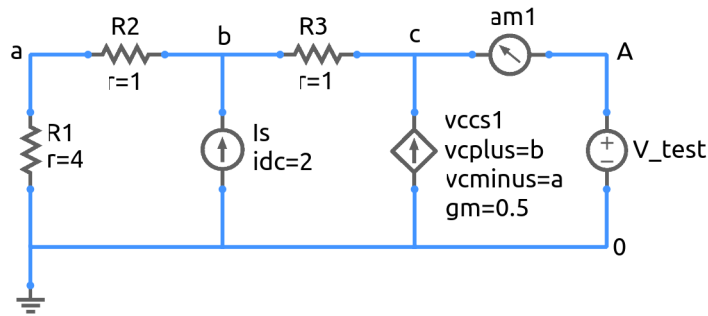 am1
R2
b
R3
c
a
A
r=1
r=1
R1
r=4
Is
idc=2
vccs1
vcplus=b
vcminus=a
gm=0.5
+
−
V_test
0